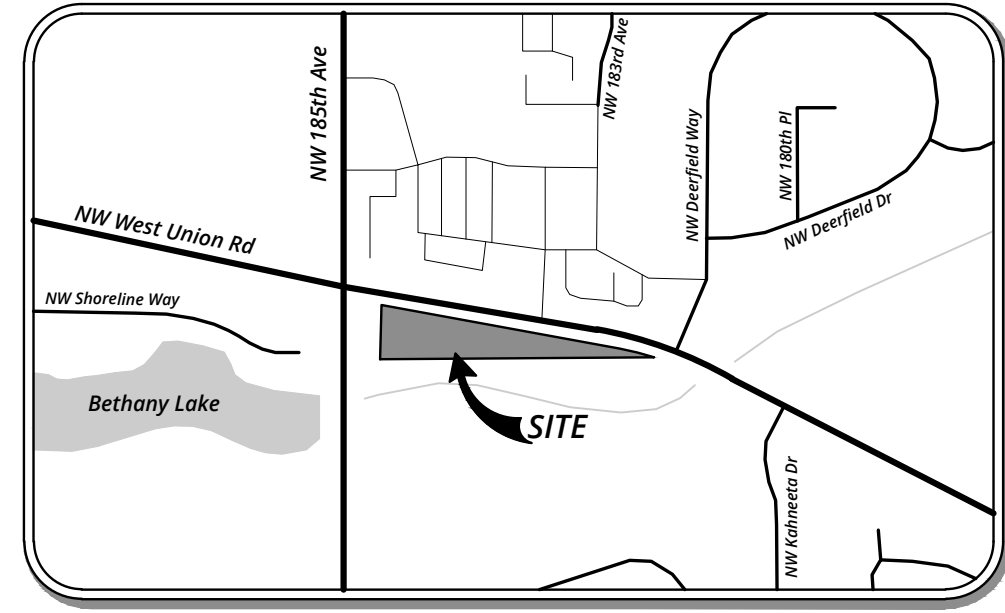 NW 185th Ave
NW 183rd Ave
NW Deerfield Way
NW 180th Pl
NW Deerfield Dr
NW West Union Rd
NW Shoreline Way
Bethany Lake
SITE
NW Kahneeta Dr